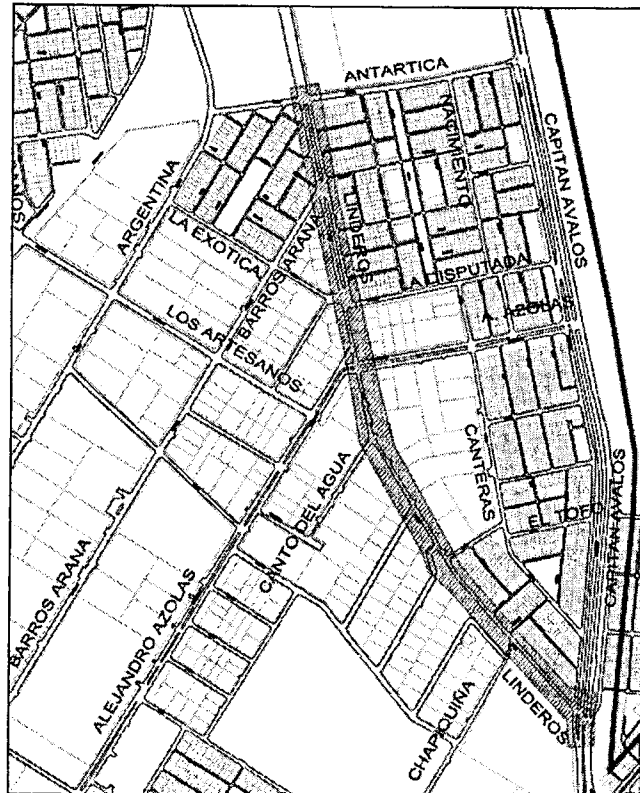 ANTARTICA
NACIMIENTO
CAPITAN AVALOS
ARGENTINA
LINDEROS
LA EXOTICA
BARROS ARANA
LA DISPUTADA
A. AZOLAS
LOS ARTESANOS
CANTERAS
CANTO DEL AGUA
EL TOFO
CAPITAN AVALOS
BARROS ARANA
ALEJANDRO AZOLAS
CHAPIQUIÑA
LINDEROS